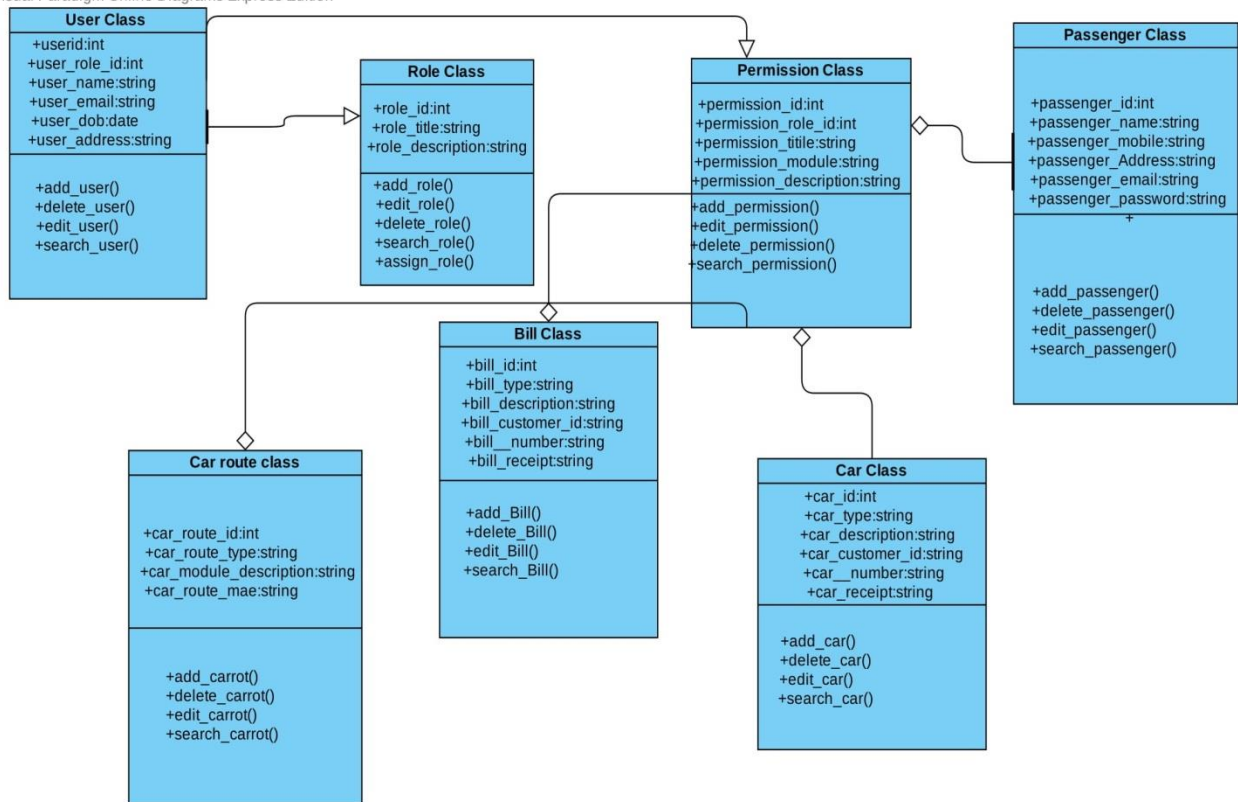 Visual Paradigm Online Diagrams Express Edition
User Class
+userid:int
+user_role_id:int
+user_name:string
+user_email:string
+user_dob:date
+user_address:string
+add_user()
+delete_user()
+edit_user()
+search_user()
Role Class
+role_id:int
+role_title:string
+role_description:string
+add_role()
+edit_role()
+delete_role()
+search_role()
+assign_role()
Permission Class
+permission_id:int
+permission_role_id:int
+permission_titile:string
+permission_module:string
+permission_description:string
+add_permission()
+edit_permission()
+delete_permission()
+search_permission()
Passenger Class
+passenger_id:int
+passenger_name:string
+passenger_mobile:string
+passenger_Address:string
+passenger_email:string
+passenger_password:string
+
+add_passenger()
+delete_passenger()
+edit_passenger()
+search_passenger()
Car route class
+car_route_id:int
+car_route_type:string
+car_module_description:string
+car_route_mae:string
+add_carrot()
+delete_carrot()
+edit_carrot()
+search_carrot()
Bill Class
+bill_id:int
+bill_type:string
+bill_description:string
+bill_customer_id:string
+bill__number:string
+bill_receipt:string
+add_Bill()
+delete_Bill()
+edit_Bill()
+search_Bill()
Car Class
+car_id:int
+car_type:string
+car_description:string
+car_customer_id:string
+car__number:string
+car_receipt:string
+add_car()
+delete_car()
+edit_car()
+search_car()